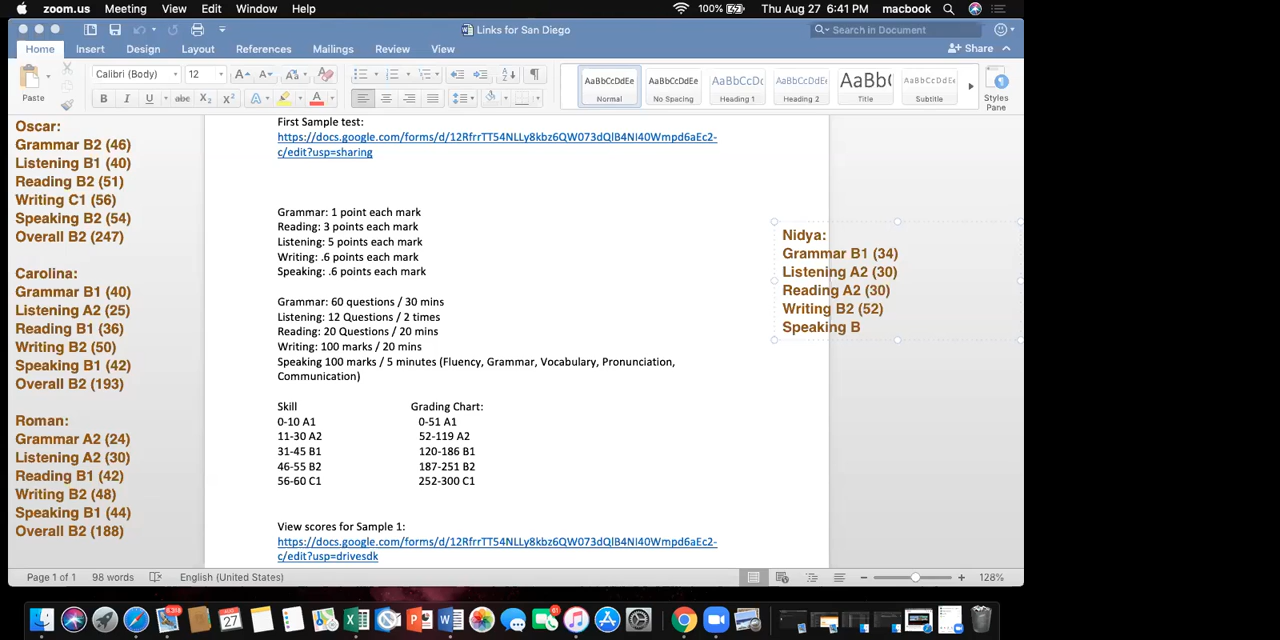 zoom.us Meeting View Edit Window Help 100% Thu Aug 27 6:41 PM macbook
Links for San Diego Search in Document
Home Insert Design Layout References Mailings Review View Share
Calibri (Body) 12 A A Aa A AaBbCcDdEe AaBbCcDdEe AaBbCcDc AaBbCcDdEe AaBb( AaBbCcDdEe
Paste B I U abc X₂ X² A A Normal No Spacing Heading 1 Heading 2 Title Subtitle Styles Pane
Oscar:
Grammar B2 (46)
Listening B1 (40)
Reading B2 (51)
Writing C1 (56)
Speaking B2 (54)
Overall B2 (247)
Carolina:
Grammar B1 (40)
Listening A2 (25)
Reading B1 (36)
Writing B2 (50)
Speaking B1 (42)
Overall B2 (193)
Roman:
Grammar A2 (24)
Listening A2 (30)
Reading B1 (42)
Writing B2 (48)
Speaking B1 (44)
Overall B2 (188)
First Sample test:
https://docs.google.com/forms/d/12RfrrTT54NLLy8kbz6QW073dQlB4NI40Wmpd6aEc2-
c/edit?usp=sharing
Grammar: 1 point each mark
Reading: 3 points each mark
Listening: 5 points each mark
Writing: .6 points each mark
Speaking: .6 points each mark
Grammar: 60 questions / 30 mins
Listening: 12 Questions / 2 times
Reading: 20 Questions / 20 mins
Writing: 100 marks / 20 mins
Speaking 100 marks / 5 minutes (Fluency, Grammar, Vocabulary, Pronunciation,
Communication)
Skill Grading Chart:
0-10 A1 0-51 A1
11-30 A2 52-119 A2
31-45 B1 120-186 B1
46-55 B2 187-251 B2
56-60 C1 252-300 C1
View scores for Sample 1:
https://docs.google.com/forms/d/12RfrrTT54NLLy8kbz6QW073dQlB4NI40Wmpd6aEc2-
c/edit?usp=drivesdk
Nidya:
Grammar B1 (34)
Listening A2 (30)
Reading A2 (30)
Writing B2 (52)
Speaking B
Page 1 of 1 98 words English (United States) 128%